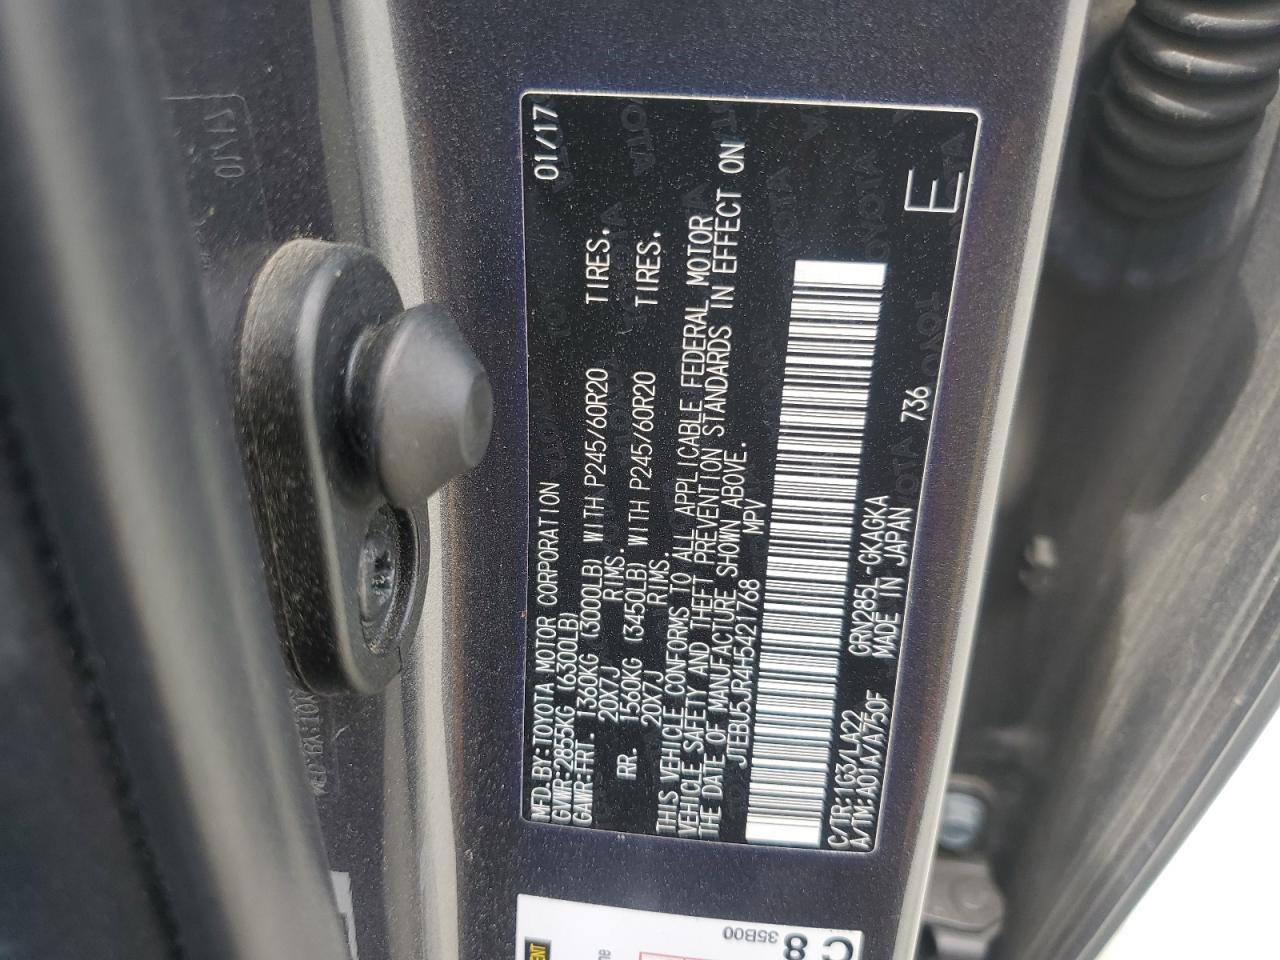 MFD.BY:TOYOTA MOTOR CORPORATION 01/17
GVWR:2855KG (6300LB)
GAWR:FRT. 1360KG (3000LB) WITH P245/60R20 TIRES.
20X7J RIMS.
RR. 1560KG (3450LB) WITH P245/60R20 TIRES.
20X7J RIMS.
THIS VEHICLE CONFORMS TO ALL APPLICABLE FEDERAL MOTOR
VEHICLE SAFETY AND THEFT PREVENTION STANDARDS IN EFFECT ON
THE DATE OF MANUFACTURE SHOWN ABOVE.
JTEBU5JR4H5421768 MPV
C/TR:1G3/LA22 GRN285L-GKAGKA 736
A/TM:A01A/A750F MADE IN JAPAN E
C 8
35B00